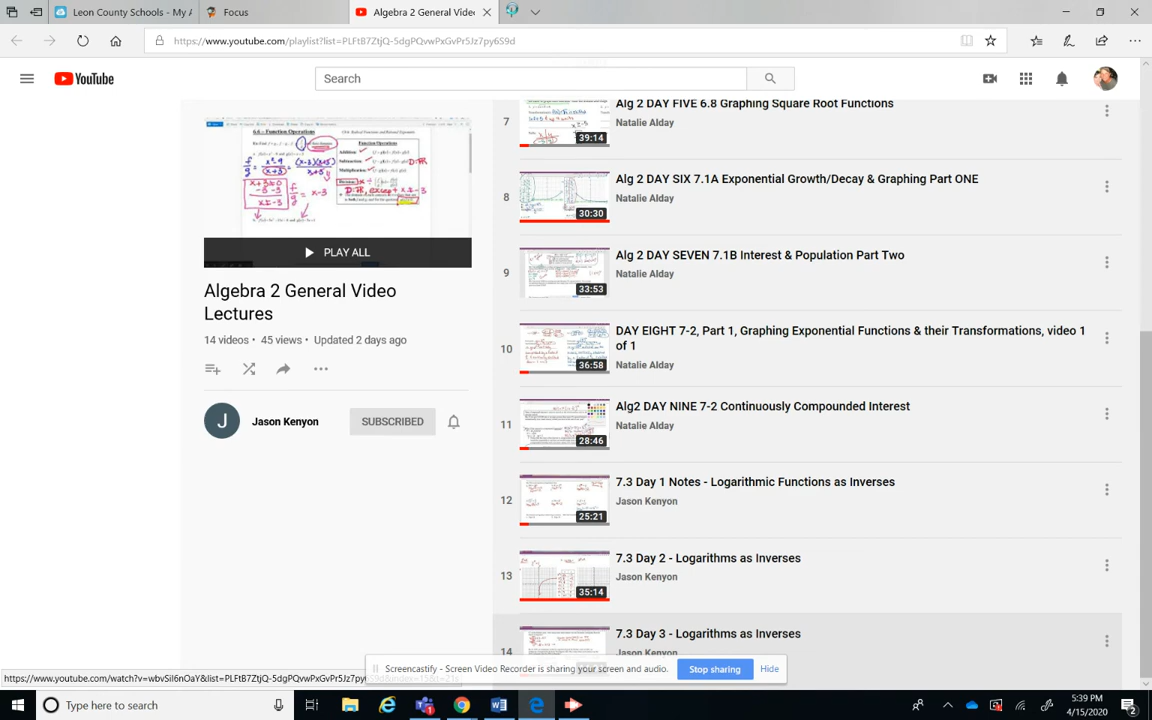 Leon County Schools - My A
Focus
Algebra 2 General Video
https://www.youtube.com/playlist?list=PLFtB7ZtjQ-5dgPQvwPxGvPr5Jz7py6S9d
YouTube
Search
PLAY ALL
Algebra 2 General Video
Lectures
14 videos • 45 views • Updated 2 days ago
J
Jason Kenyon
SUBSCRIBED
7
39:14
Alg 2 DAY FIVE 6.8 Graphing Square Root Functions
Natalie Alday
8
30:30
Alg 2 DAY SIX 7.1A Exponential Growth/Decay & Graphing Part ONE
Natalie Alday
9
33:53
Alg 2 DAY SEVEN 7.1B Interest & Population Part Two
Natalie Alday
10
36:58
DAY EIGHT 7-2, Part 1, Graphing Exponential Functions & their Transformations, video 1
of 1
Natalie Alday
11
28:46
Alg2 DAY NINE 7-2 Continuously Compounded Interest
Natalie Alday
12
25:21
7.3 Day 1 Notes - Logarithmic Functions as Inverses
Jason Kenyon
13
35:14
7.3 Day 2 - Logarithms as Inverses
Jason Kenyon
14
7.3 Day 3 - Logarithms as Inverses
Jason Kenyon
Screencastify - Screen Video Recorder is sharing your screen and audio.
Stop sharing
Hide
Type here to search
5:39 PM
4/15/2020
2